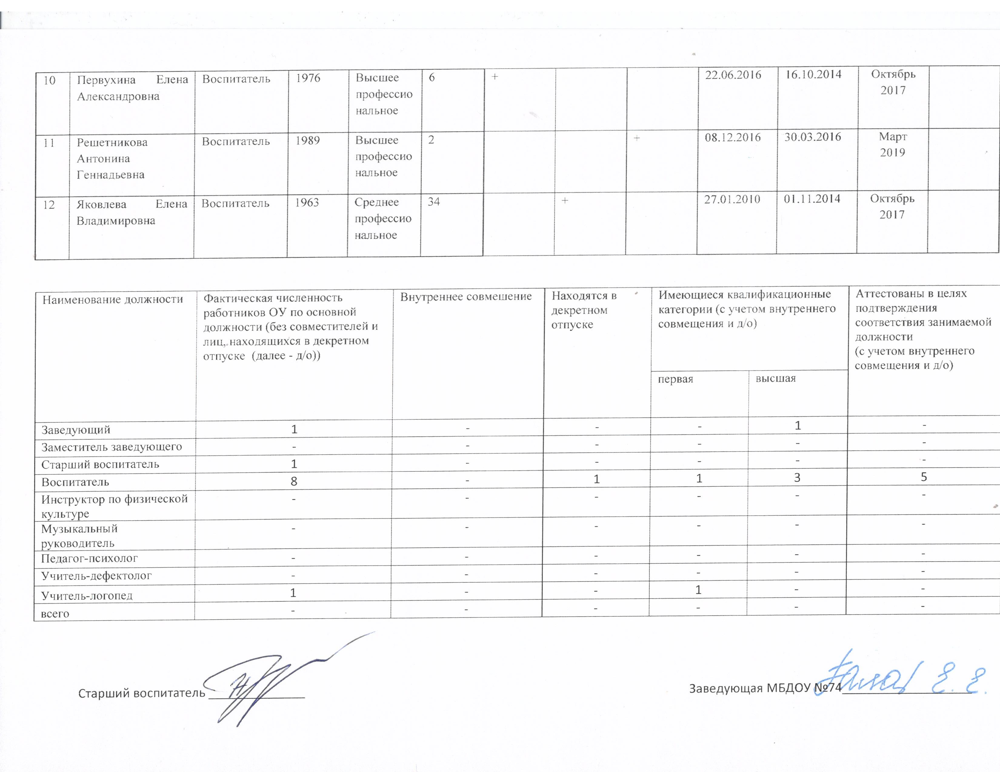 10 Первухина Елена Воспитатель 1976 Высшее 6 + 22.06.2016 16.10.2014 Октябрь
Александровна профессио 2017
нальное
11 Решетникова Воспитатель 1989 Высшее 2 + 08.12.2016 30.03.2016 Март
Антонина профессио 2019
Геннадьевна нальное
12 Яковлева Елена Воспитатель 1963 Среднее 34 + 27.01.2010 01.11.2014 Октябрь
Владимировна профессио 2017
нальное
Наименование должности
Фактическая численность
работников ОУ по основной
должности (без совместителей и
лиц, находящихся в декретном
отпуске (далее - д/о))
Внутреннее совмешение
Находятся в
декретном
отпуске
Имеющиеся квалификационные
категории (с учетом внутреннего
совмещения и д/о)
первая
высшая
Аттестованы в целях
подтверждения
соответствия занимаемой
должности
(с учетом внутреннего
совмещения и д/о)
Заведующий 1 - - - 1 -
Заместитель заведующего - - - - - -
Старший воспитатель 1 - - - - -
Воспитатель 8 - 1 1 3 5
Инструктор по физической - - - - - -
культуре
Музыкальный - - - - - -
руководитель
Педагог-психолог - - - - - -
Учитель-дефектолог - - - - - -
Учитель-логопед 1 - - 1 - -
всего - - - - - -
Старший воспитатель
Заведующая МБДОУ №74 Е. Е.